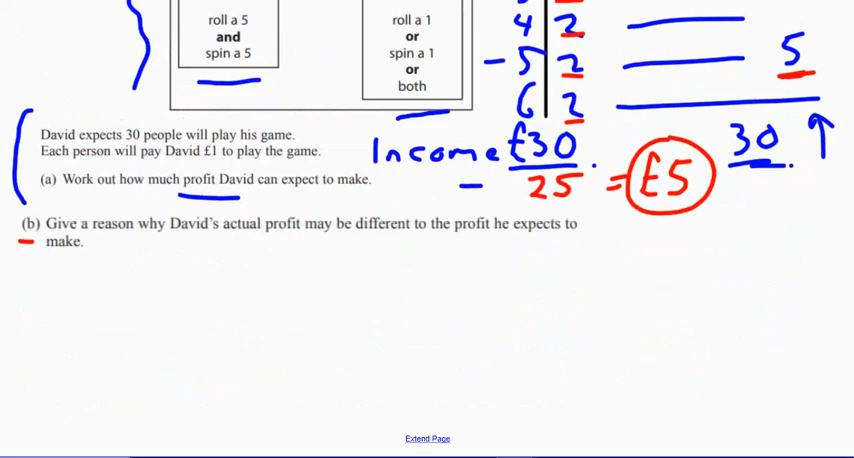 roll a 5
and
spin a 5
roll a 1
or
spin a 1
or
both
4 2
- 5 2
6 2
5
David expects 30 people will play his game.
Each person will pay David £1 to play the game.
(a) Work out how much profit David can expect to make.
Income £30
- 25 = £5
30
(b) Give a reason why David's actual profit may be different to the profit he expects to
make.
Extend Page